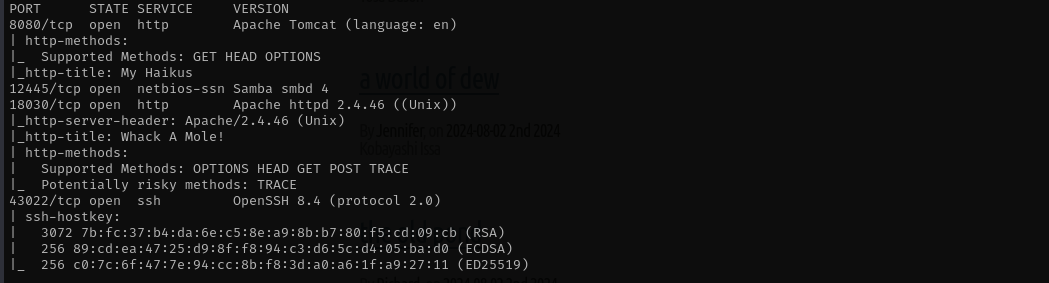 PORT      STATE SERVICE     VERSION
8080/tcp  open  http        Apache Tomcat (language: en)
| http-methods:
|_  Supported Methods: GET HEAD OPTIONS
|_http-title: My Haikus
12445/tcp open  netbios-ssn Samba smbd 4
a world of dew
18030/tcp open  http        Apache httpd 2.4.46 ((Unix))
|_http-server-header: Apache/2.4.46 (Unix)
By Jennifer on 2024-08-02 2nd 2024
|_http-title: Whack A Mole!
Kobayashi Issa
| http-methods:
|   Supported Methods: OPTIONS HEAD GET POST TRACE
|_  Potentially risky methods: TRACE
43022/tcp open  ssh         OpenSSH 8.4 (protocol 2.0)
| ssh-hostkey:
|   3072 7b:fc:37:b4:da:6e:c5:8e:a9:8b:b7:80:f5:cd:09:cb (RSA)
|   256 89:cd:ea:47:25:d9:8f:f8:94:c3:d6:5c:d4:05:ba:d0 (ECDSA)
|_  256 c0:7c:6f:47:7e:94:cc:8b:f8:3d:a0:a6:1f:a9:27:11 (ED25519)